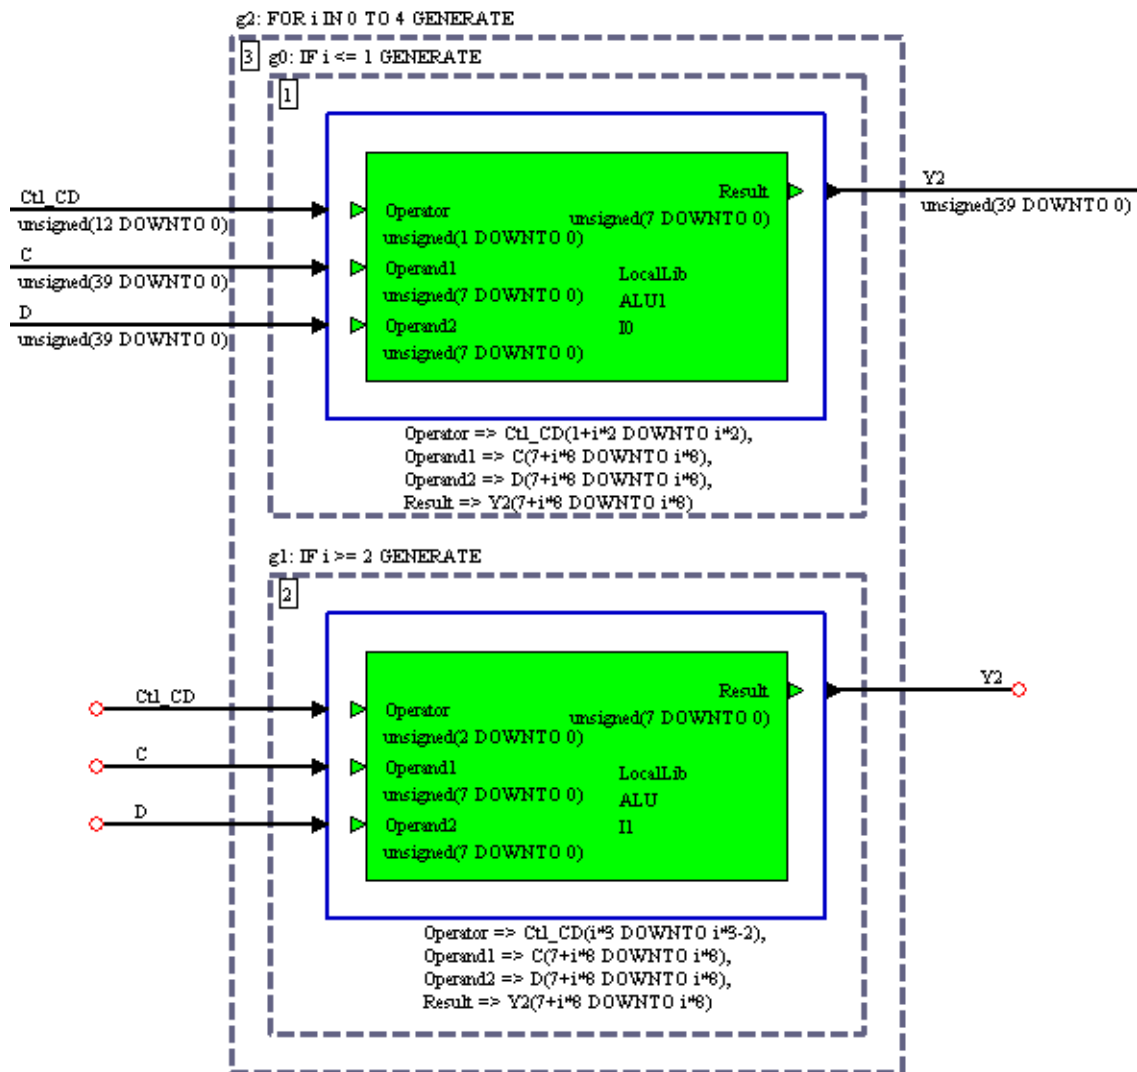 g2: FOR i IN 0 TO 4 GENERATE
3
g0: IF i <= 1 GENERATE
1
Ctl_CD
unsigned(12 DOWNTO 0)
C
unsigned(39 DOWNTO 0)
D
unsigned(39 DOWNTO 0)
Operator
unsigned(1 DOWNTO 0)
Operand1
unsigned(7 DOWNTO 0)
Operand2
unsigned(7 DOWNTO 0)
Result
unsigned(7 DOWNTO 0)
LocalLib
ALU1
I0
Y2
unsigned(39 DOWNTO 0)
Operator => Ctl_CD(1+i*2 DOWNTO i*2),
Operand1 => C(7+i*8 DOWNTO i*8),
Operand2 => D(7+i*8 DOWNTO i*8),
Result => Y2(7+i*8 DOWNTO i*8)
g1: IF i >= 2 GENERATE
2
Ctl_CD
C
D
Operator
unsigned(2 DOWNTO 0)
Operand1
unsigned(7 DOWNTO 0)
Operand2
unsigned(7 DOWNTO 0)
Result
unsigned(7 DOWNTO 0)
LocalLib
ALU
I1
Y2
Operator => Ctl_CD(i*3 DOWNTO i*3-2),
Operand1 => C(7+i*8 DOWNTO i*8),
Operand2 => D(7+i*8 DOWNTO i*8),
Result => Y2(7+i*8 DOWNTO i*8)